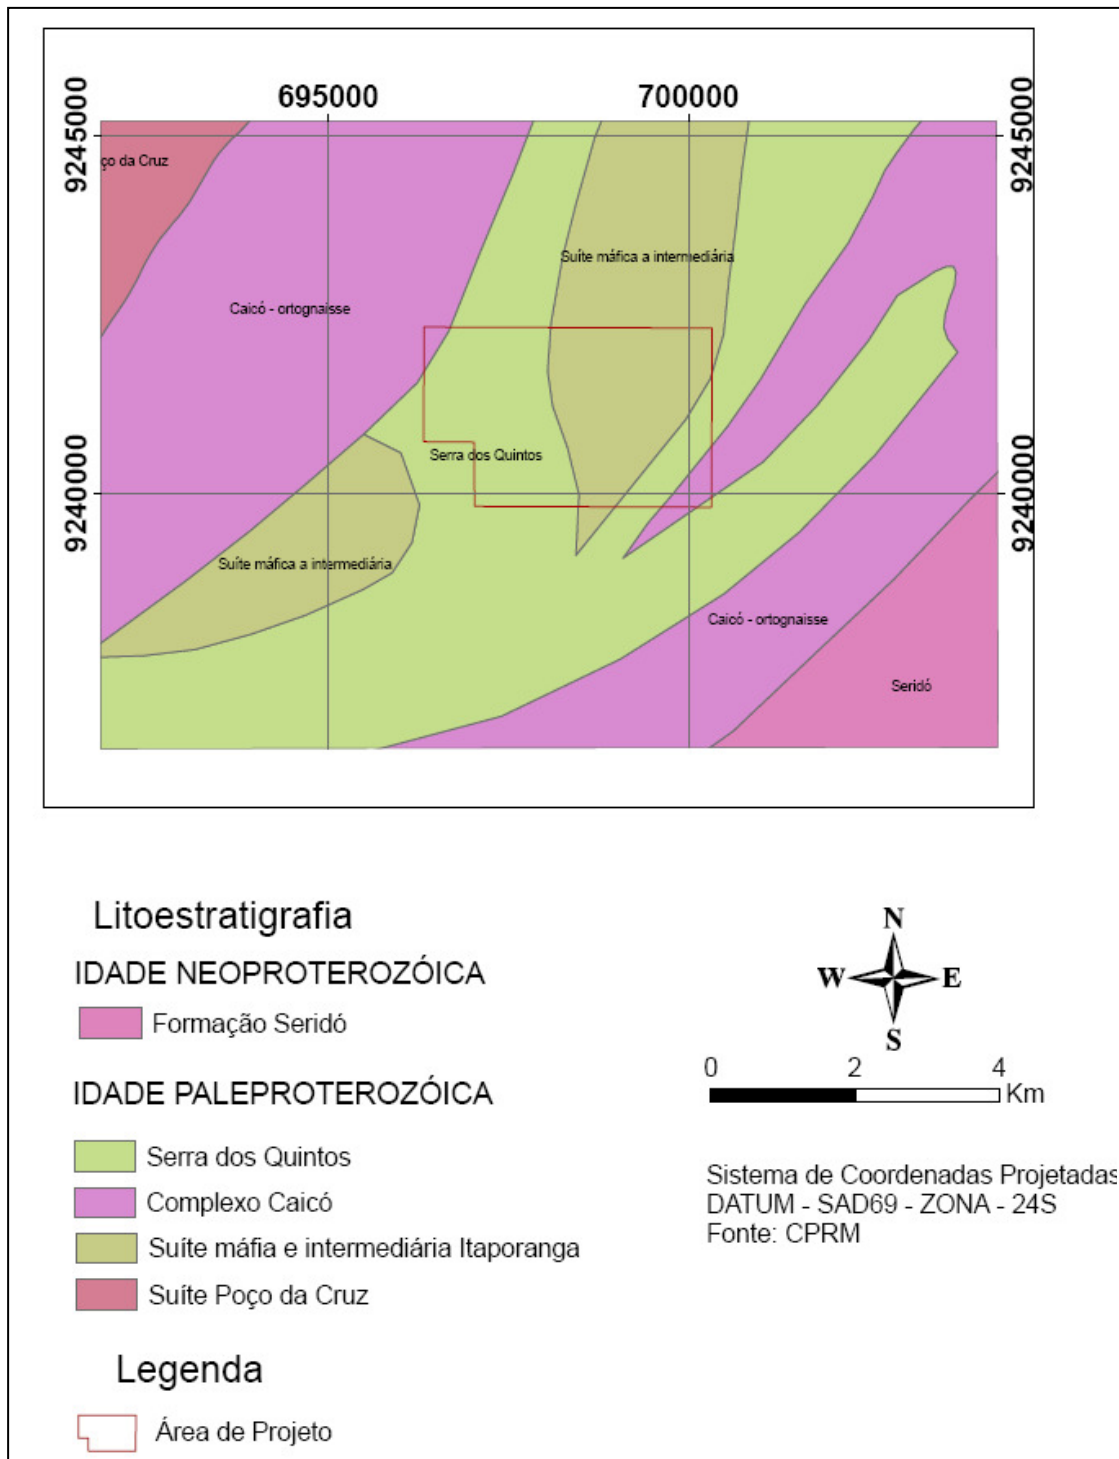 695000 700000
9245000 9245000
ço da Cruz
Suíte máfica a intermediária
Caicó - ortognaisse
Serra dos Quintos
9240000 9240000
Suíte máfica a intermediária
Caicó - ortognaisse
Seridó
Litoestratigrafia
IDADE NEOPROTEROZÓICA
Formação Seridó
IDADE PALEPROTEROZÓICA
Serra dos Quintos
Complexo Caicó
Suíte máfia e intermediária Itaporanga
Suíte Poço da Cruz
Legenda
Área de Projeto
N
W E
S
0 2 4
Km
Sistema de Coordenadas Projetadas
DATUM - SAD69 - ZONA - 24S
Fonte: CPRM